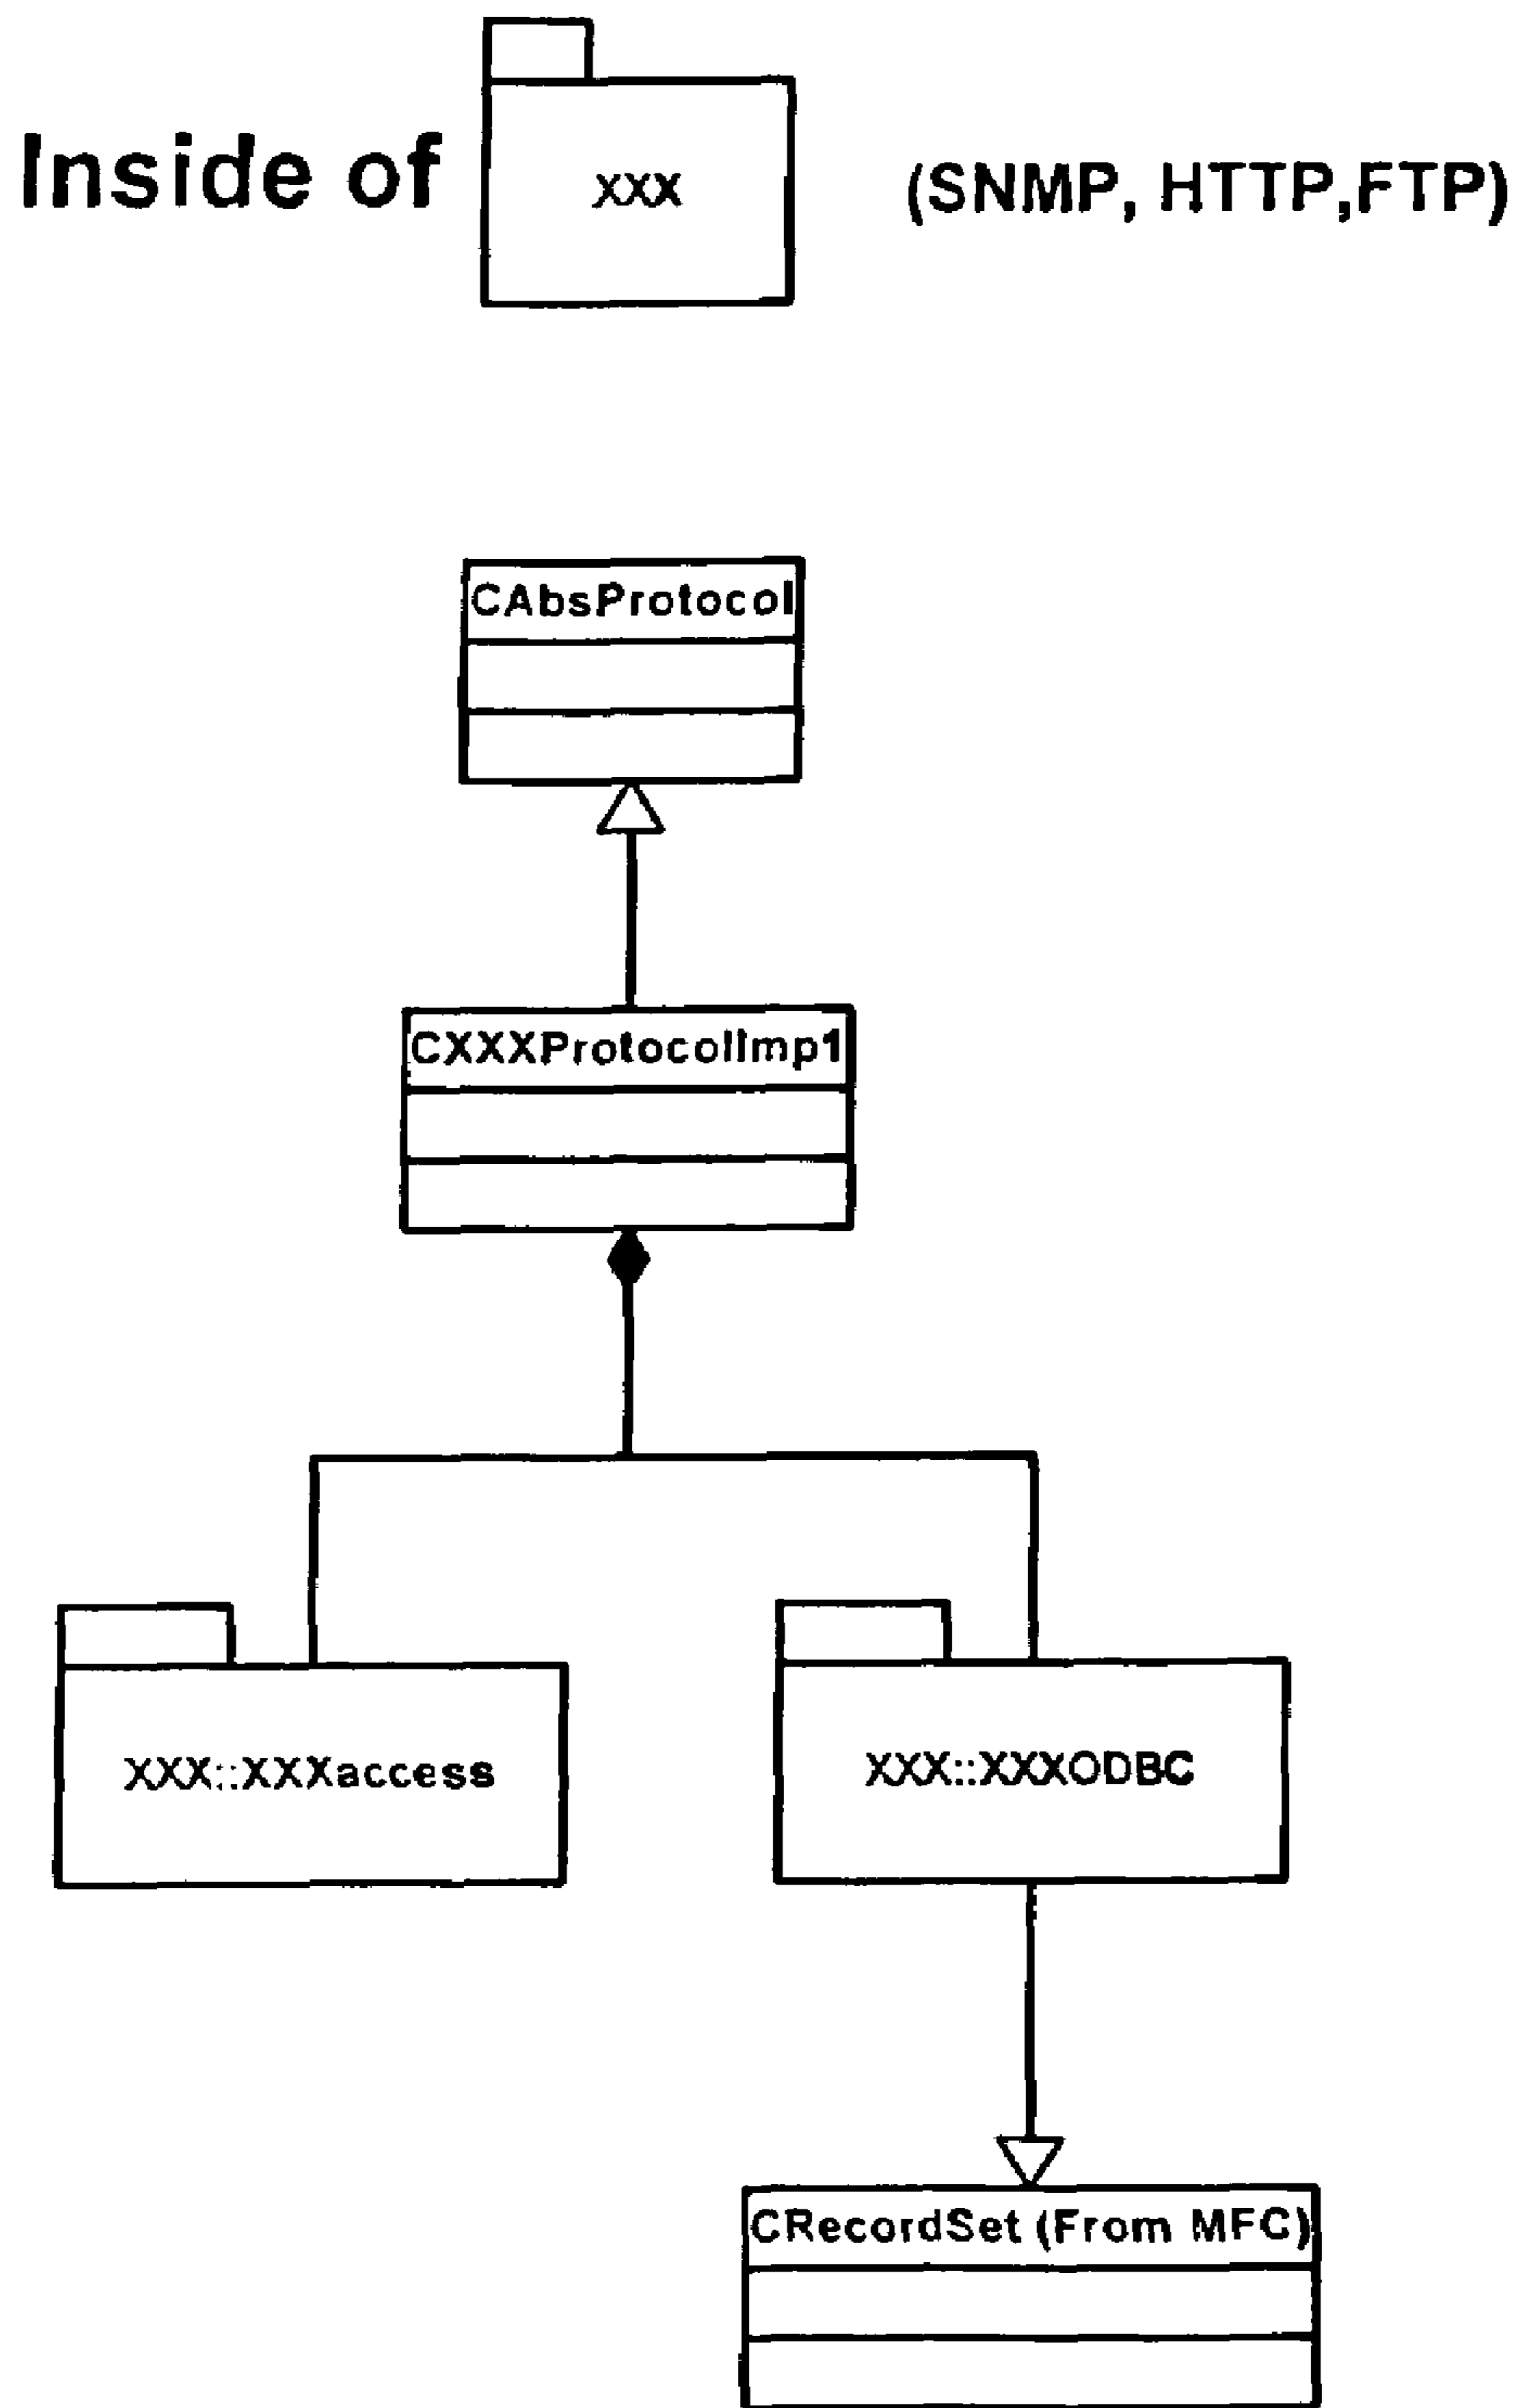 Inside of XXX (SNMP, HTTP,FTP)
CAbsProtocol
CXXXProtocolImp1
XXX::XXXaccess
XXX::XXXODBC
CRecordSet (From MFC)